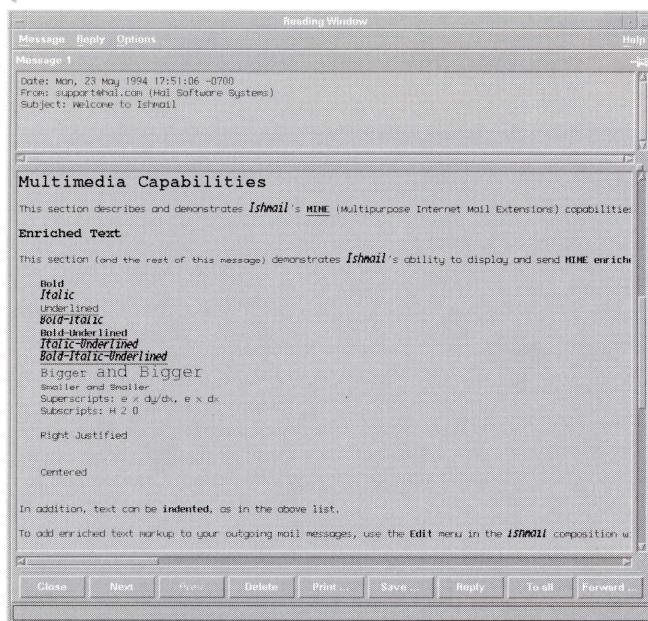 Reading Window
Message Reply Options Help
Message 1
Date: Mon, 23 May 1994 17:51:06 -0700
From: support@hal.com (Hal Software Systems)
Subject: Welcome to Ishmail
Multimedia Capabilities
This section describes and demonstrates Ishmail's MIME (Multipurpose Internet Mail Extensions) capabilities
Enriched Text
This section (and the rest of this message) demonstrates Ishmail's ability to display and send MIME enriche
Bold
Italic
Underlined
Bold-Italic
Bold-Underlined
Italic-Underlined
Bold-Italic-Underlined
Bigger and Bigger
Smaller and Smaller
Superscripts: e x dy/dx, e x dx
Subscripts: H 2 O
Right Justified
Centered
In addition, text can be indented, as in the above list.
To add enriched text markup to your outgoing mail messages, use the Edit menu in the Ishmail composition w
Close Next Prev Delete Print ... Save ... Reply To all Forward ...